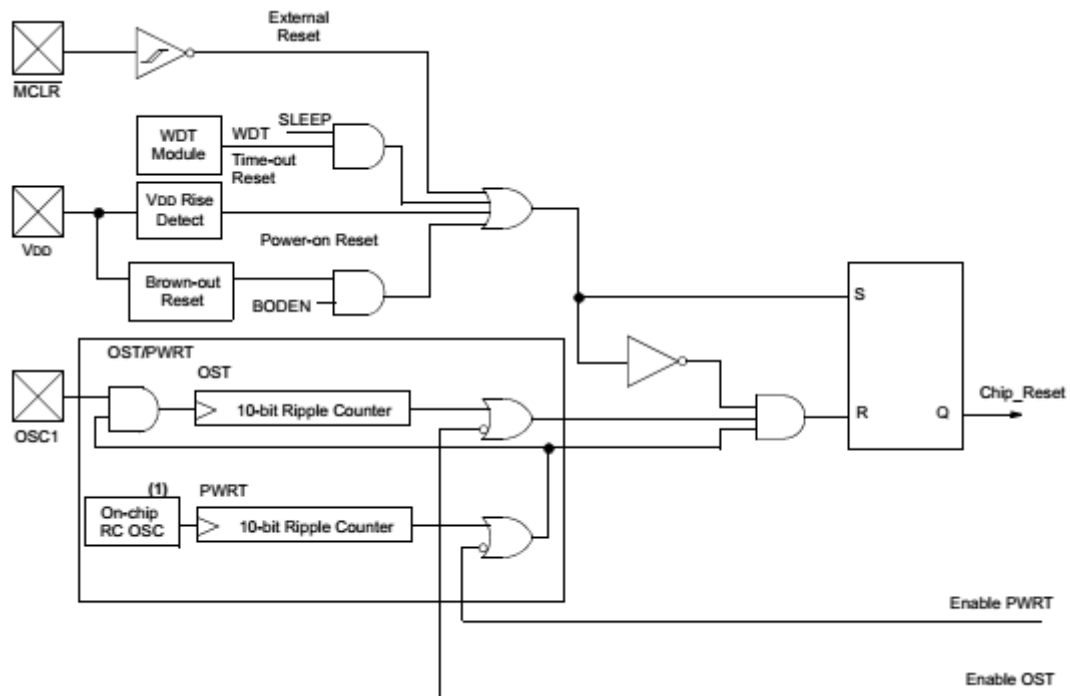 External
Reset
MCLR
SLEEP
WDT
Module
WDT
Time-out
Reset
VDD Rise
Detect
VDD
Power-on Reset
Brown-out
Reset
BODEN
S
OST/PWRT
OST
10-bit Ripple Counter
OSC1
Chip_Reset
R
Q
(1)
PWRT
On-chip
RC OSC
10-bit Ripple Counter
Enable PWRT
Enable OST